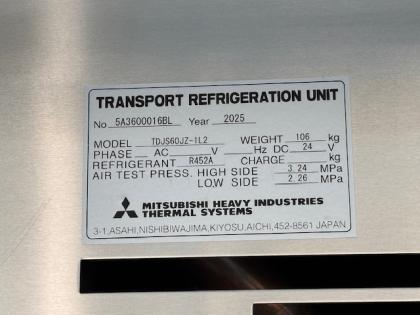 TRANSPORT REFRIGERATION UNIT
No 5A3600016BL Year 2025
MODEL TDJS60JZ-1L2 WEIGHT 106 kg
PHASE AC V Hz DC 24 V
REFRIGERANT R452A CHARGE kg
AIR TEST PRESS. HIGH SIDE 3.24 MPa
LOW SIDE 2.26 MPa
MITSUBISHI HEAVY INDUSTRIES
THERMAL SYSTEMS
3-1,ASAHI,NISHIBIWAJIMA,KIYOSU,AICHI,452-8561 JAPAN